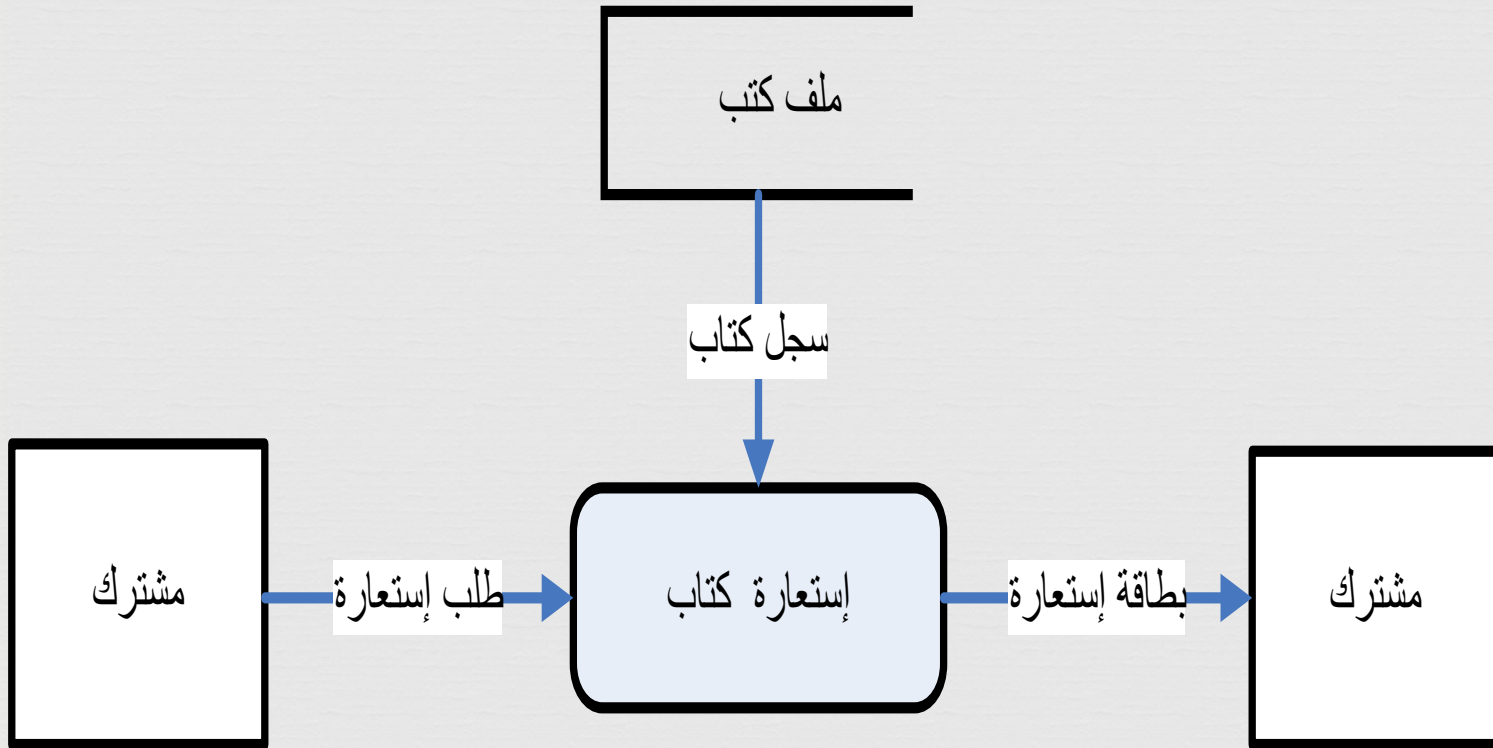 ملف كتب
سجل كتاب
مشترك
طلب إستعارة
إستعارة كتاب
بطاقة إستعارة
مشترك